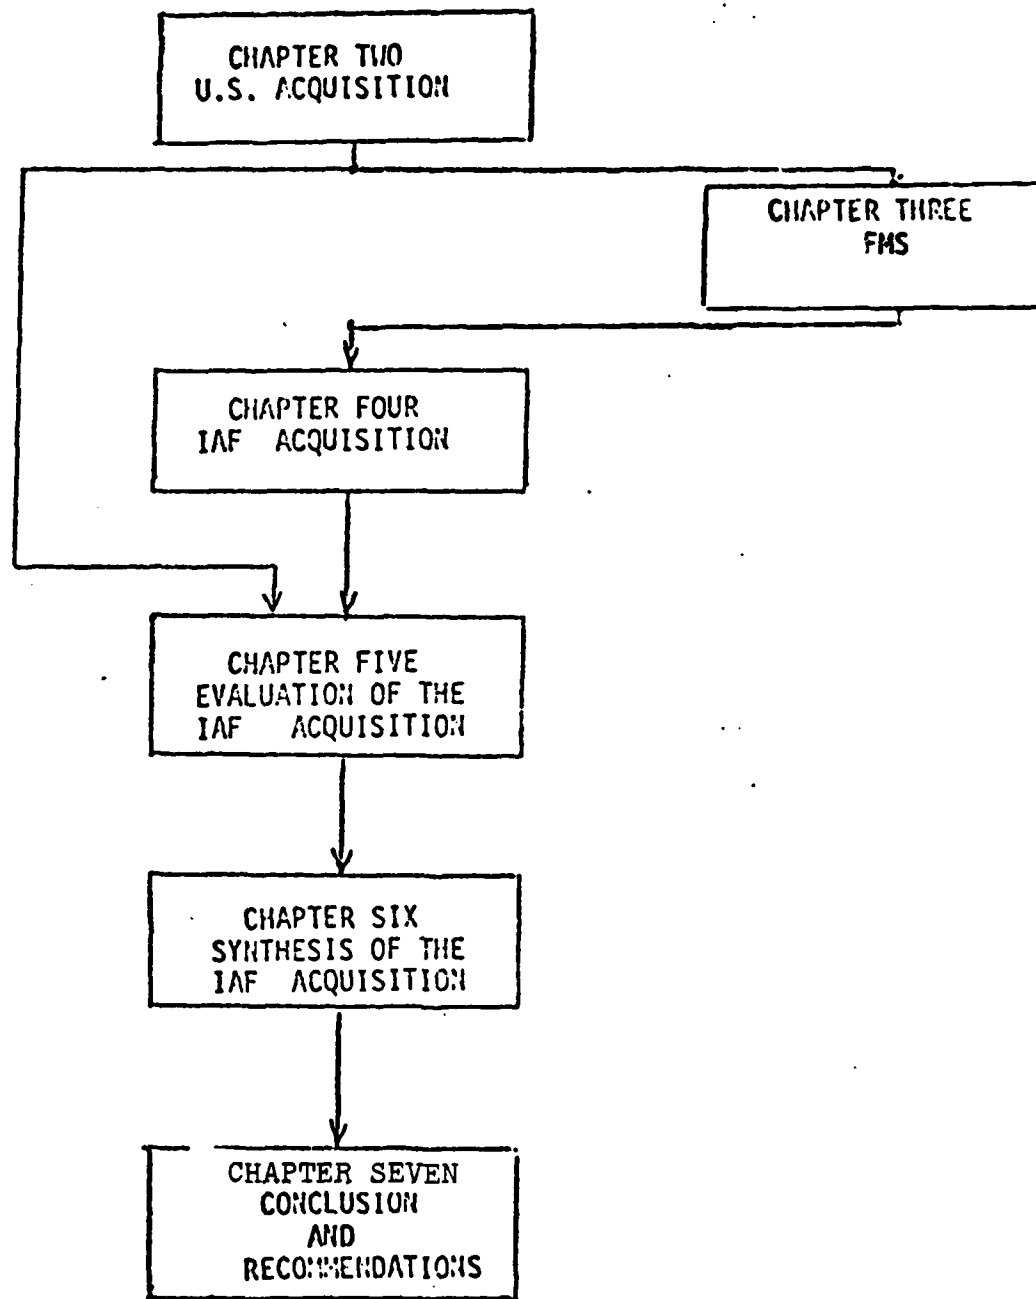 CHAPTER TWO
U.S. ACQUISITION
CHAPTER THREE
FMS
CHAPTER FOUR
IAF ACQUISITION
CHAPTER FIVE
EVALUATION OF THE
IAF ACQUISITION
CHAPTER SIX
SYNTHESIS OF THE
IAF ACQUISITION
CHAPTER SEVEN
CONCLUSION
AND
RECOMMENDATIONS